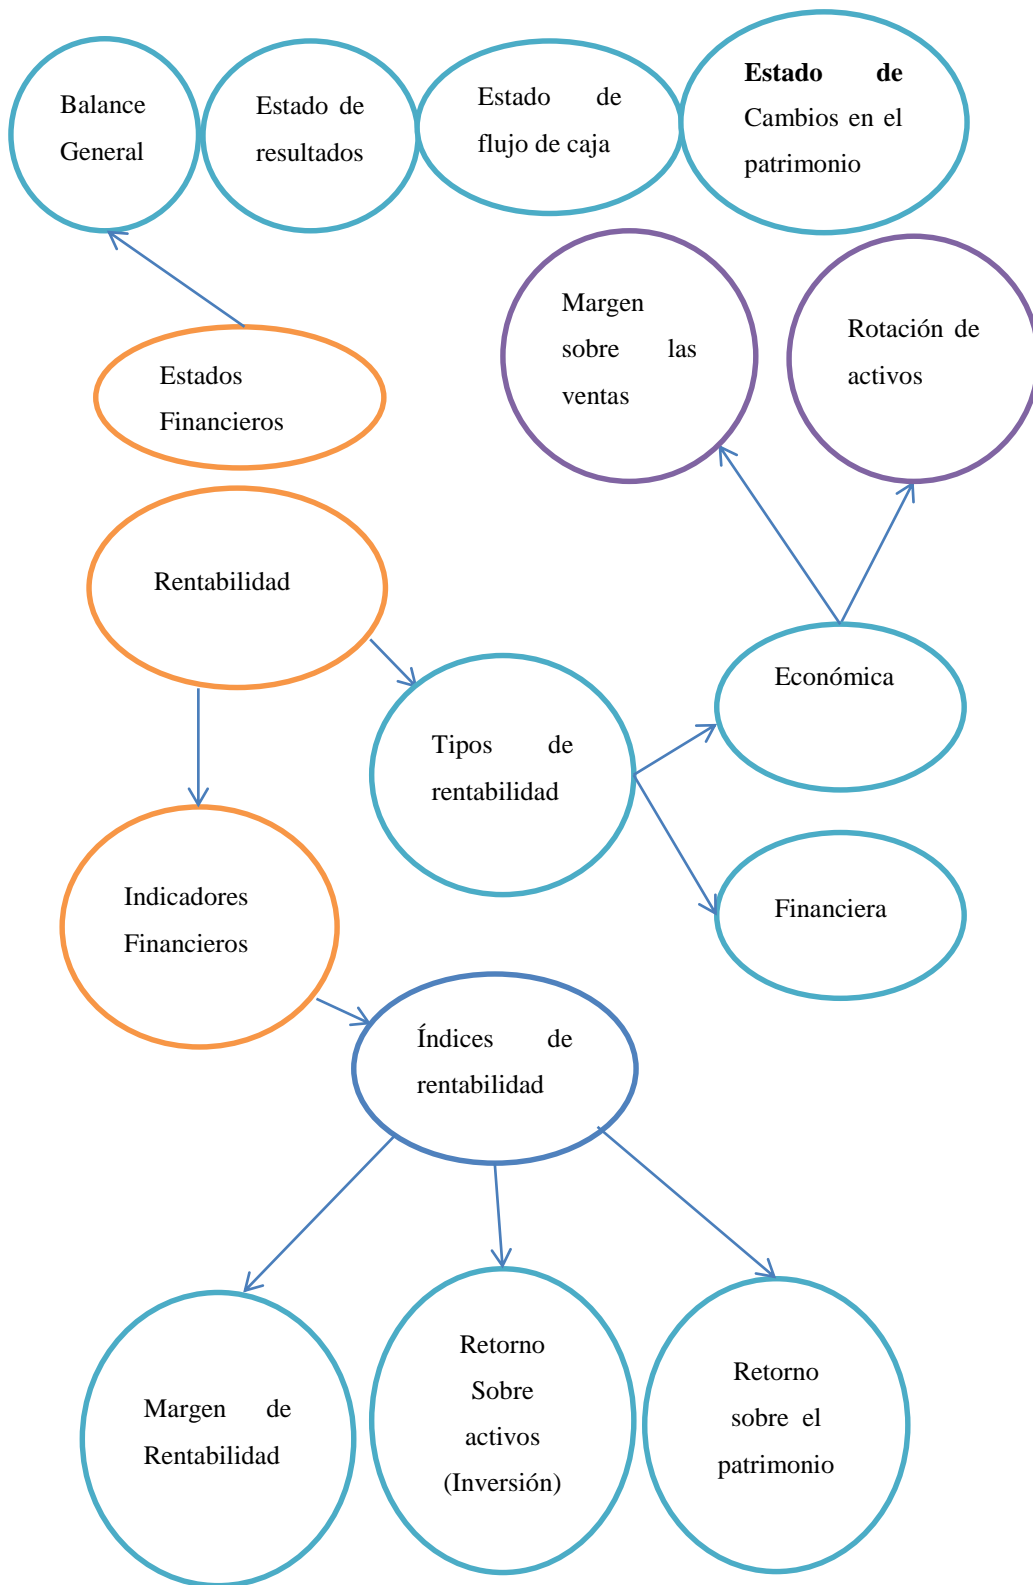 Balance
General
Estado de
resultados
Estado de
flujo de caja
Estado de
Cambios en el
patrimonio
Margen
sobre las
ventas
Rotación de
activos
Estados
Financieros
Rentabilidad
Económica
Tipos de
rentabilidad
Indicadores
Financieros
Financiera
Índices de
rentabilidad
Margen de
Rentabilidad
Retorno
Sobre
activos
(Inversión)
Retorno
sobre el
patrimonio